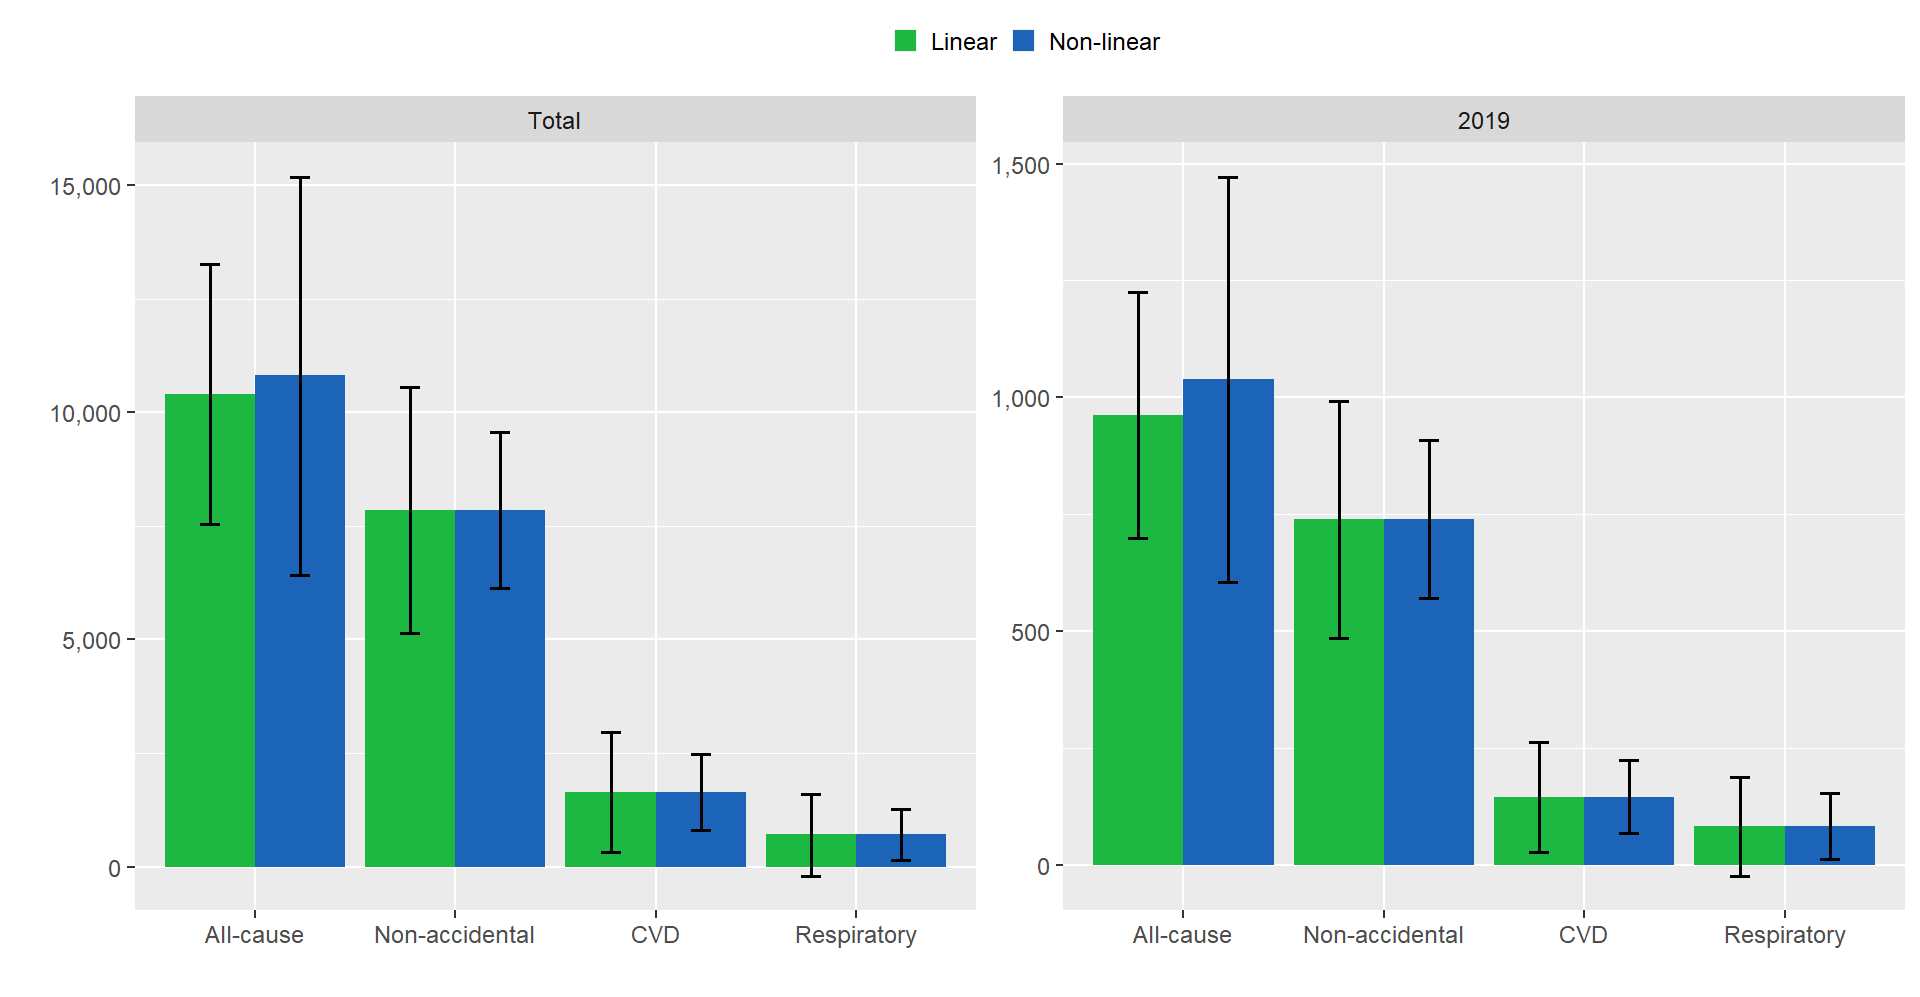 Linear Non-linear
Total
2019
15,000
10,000
5,000
0
1,500
1,000
500
0
All-cause Non-accidental CVD Respiratory
All-cause Non-accidental CVD Respiratory